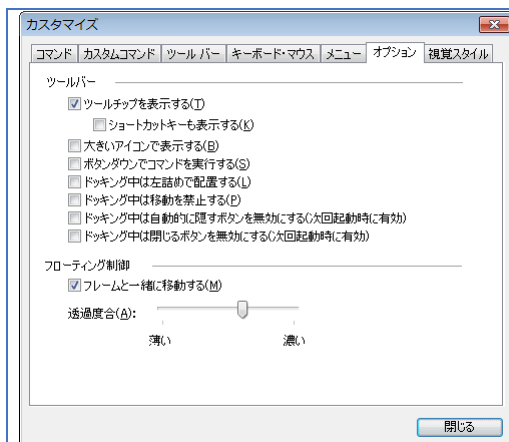 カスタマイズ
コマンド カスタムコマンド ツール バー キーボード・マウス メニュー オプション 視覚スタイル
ツールバー
ツールチップを表示する(T)
ショートカットキーも表示する(K)
大きいアイコンで表示する(B)
ボタンダウンでコマンドを実行する(S)
ドッキング中は左詰めで配置する(L)
ドッキング中は移動を禁止する(P)
ドッキング中は自動的に隠すボタンを無効にする(次回起動時に有効)
ドッキング中は閉じるボタンを無効にする(次回起動時に有効)
フローティング制御
フレームと一緒に移動する(M)
透過度合(A):
薄い 濃い
閉じる